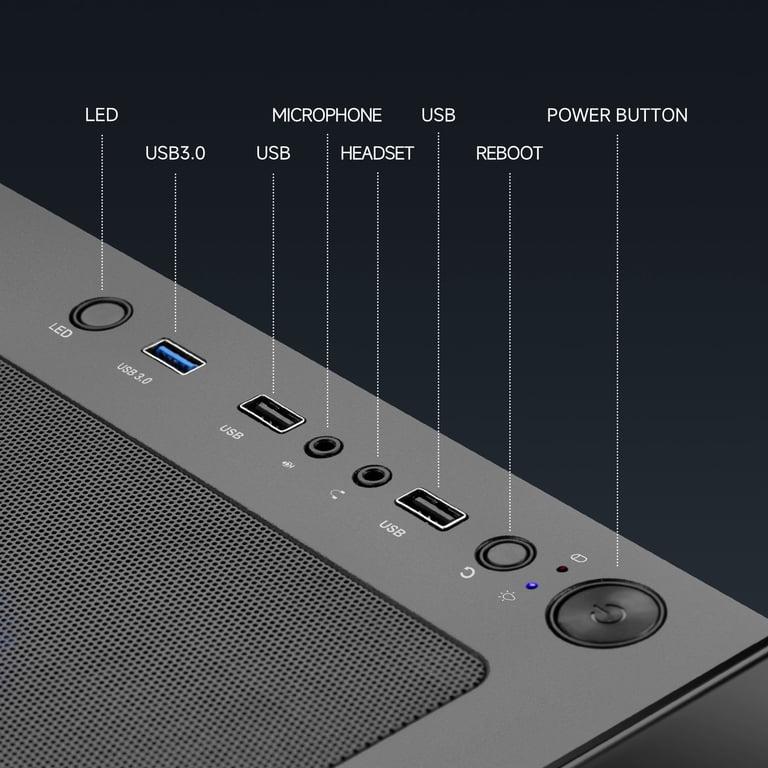 LED
MICROPHONE
USB
POWER BUTTON
USB3.0
USB
HEADSET
REBOOT
LED
USB 3.0
USB
USB